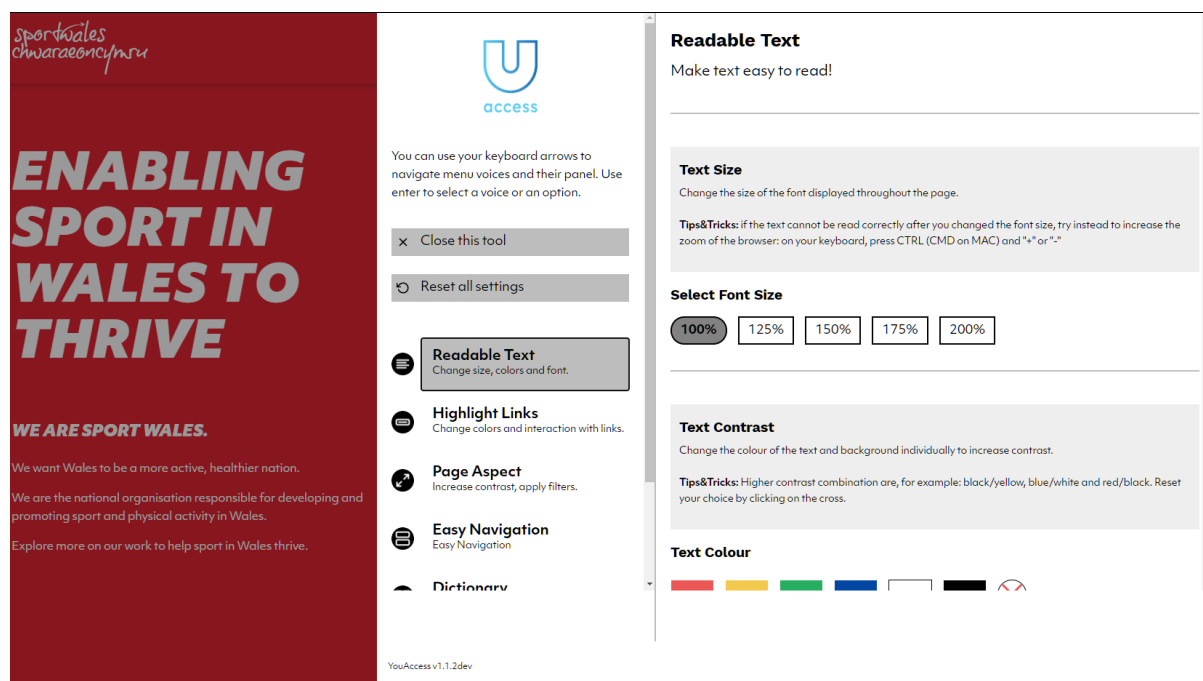 sportwales
chwaraeoncymru
ENABLING
SPORT IN
WALES TO
THRIVE
WE ARE SPORT WALES.
We want Wales to be a more active, healthier nation.
We are the national organisation responsible for developing and
promoting sport and physical activity in Wales.
Explore more on our work to help sport in Wales thrive.
U
access
You can use your keyboard arrows to
navigate menu voices and their panel. Use
enter to select a voice or an option.
Close this tool
Reset all settings
Readable Text
Change size, colors and font.
Highlight Links
Change colors and interaction with links.
Page Aspect
Increase contrast, apply filters.
Easy Navigation
Easy Navigation
Dictionary
YouAccess v1.1.2dev
Readable Text
Make text easy to read!
Text Size
Change the size of the font displayed throughout the page.
Tips&Tricks: if the text cannot be read correctly after you changed the font size, try instead to increase the
zoom of the browser: on your keyboard, press CTRL (CMD on MAC) and "+" or "-"
Select Font Size
100% 125% 150% 175% 200%
Text Contrast
Change the colour of the text and background individually to increase contrast.
Tips&Tricks: Higher contrast combination are, for example: black/yellow, blue/white and red/black. Reset
your choice by clicking on the cross.
Text Colour